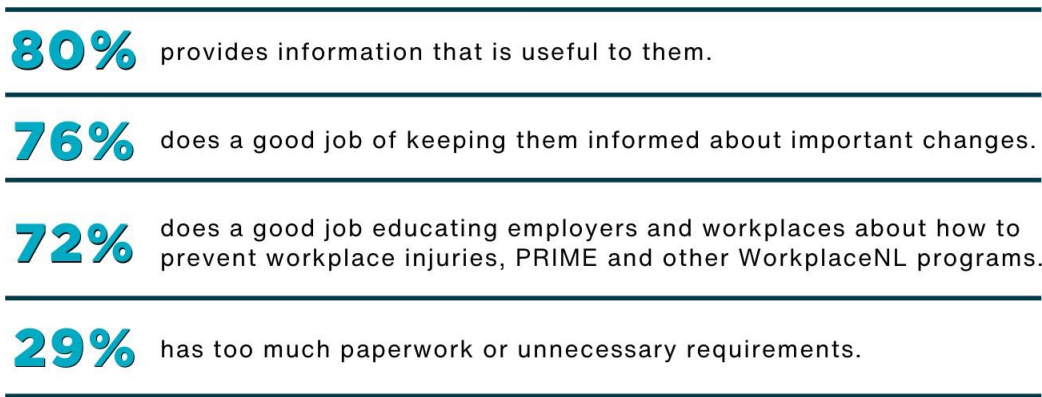 80% provides information that is useful to them.
76% does a good job of keeping them informed about important changes.
72% does a good job educating employers and workplaces about how to
prevent workplace injuries, PRIME and other WorkplaceNL programs.
29% has too much paperwork or unnecessary requirements.